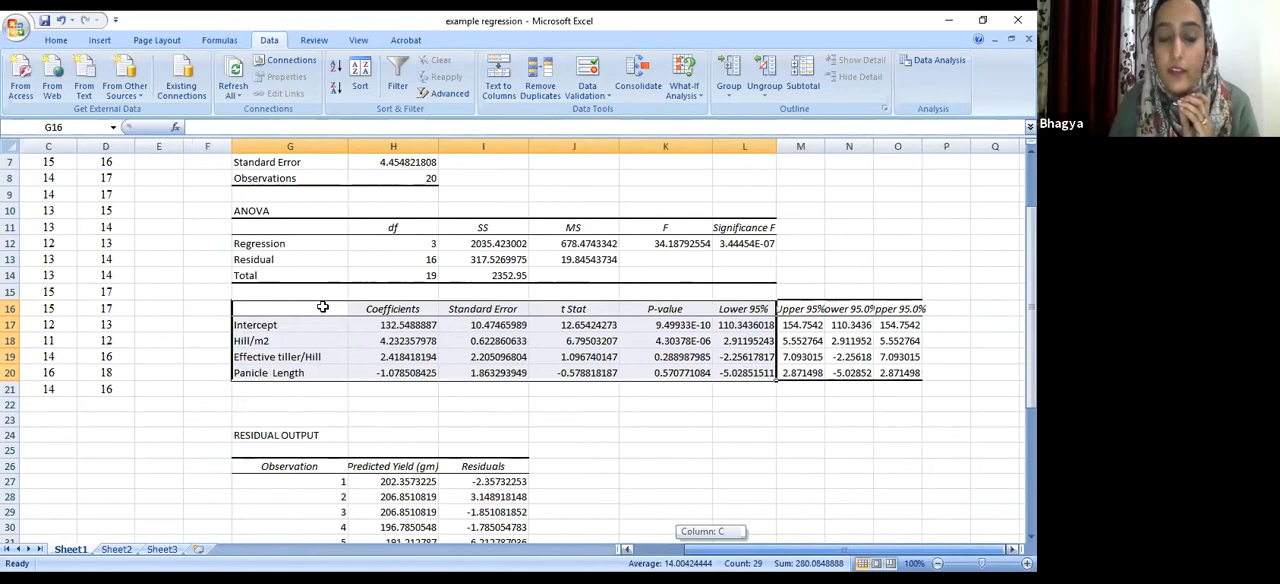 example regression - Microsoft Excel
Home Insert Page Layout Formulas Data Review View Acrobat
From Access From Web From Text From Other Sources Existing Connections Refresh All Connections Properties Edit Links Sort Filter Clear Reapply Advanced Text to Columns Remove Duplicates Data Validation Consolidate What-If Analysis Group Ungroup Subtotal Show Detail Hide Detail Data Analysis
Get External Data Connections Sort & Filter Data Tools Outline Analysis
Bhagya
G16 fx
C D E F G H I J K L M N O P Q
7 15 16 Standard Error 4.454821808
8 14 17 Observations 20
9 14 17
10 13 15 ANOVA
11 13 14 df SS MS F Significance F
12 12 13 Regression 3 2035.423002 678.4743342 34.18792554 3.44454E-07
13 13 14 Residual 16 317.5269975 19.84543734
14 13 14 Total 19 2352.95
15 15 17
16 15 17 Coefficients Standard Error t Stat P-value Lower 95% Upper 95% ower 95.0% pper 95.0%
17 12 13 Intercept 132.5488887 10.47465989 12.65424273 9.49933E-10 110.3436018 154.7542 110.3436 154.7542
18 11 12 Hill/m2 4.232357978 0.622860633 6.79503207 4.30378E-06 2.91195243 5.552764 2.911952 5.552764
19 14 16 Effective tiller/Hill 2.418418194 2.205096804 1.096740147 0.288987985 -2.25617817 7.093015 -2.25618 7.093015
20 16 18 Panicle Length -1.078508425 1.863293949 -0.578818187 0.570771084 -5.02851511 2.871498 -5.02852 2.871498
21 14 16
22
23
24 RESIDUAL OUTPUT
25
26 Observation Predicted Yield (gm) Residuals
27 1 202.3573225 -2.35732253
28 2 206.8510819 3.148918148
29 3 206.8510819 -1.851081852
30 4 196.7850548 -1.785054783
31 5 191.212787 6.212787036
Column: C
Sheet1 Sheet2 Sheet3
Ready Average: 14.00424444 Count: 29 Sum: 280.0848888 100%